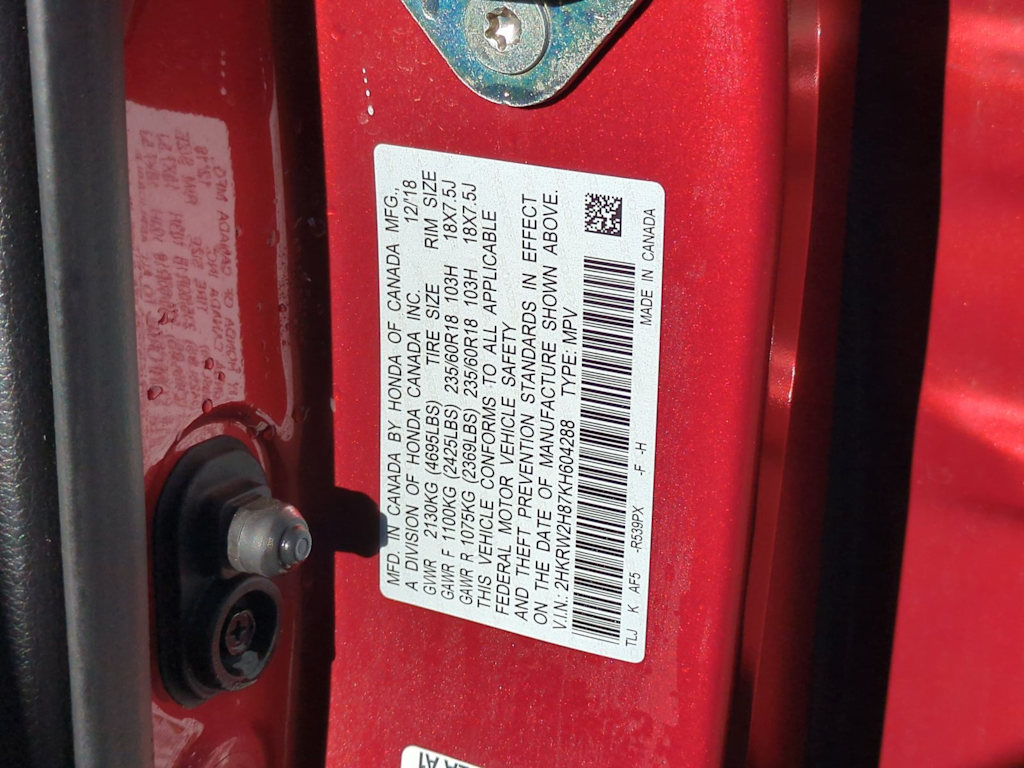 MFD. IN CANADA BY HONDA OF CANADA MFG.,
A DIVISION OF HONDA CANADA INC. 12/18
GVWR 2130KG (4695LBS) TIRE SIZE RIM SIZE
GAWR F 1100KG (2425LBS) 235/60R18 103H 18X7.5J
GAWR R 1075KG (2369LBS) 235/60R18 103H 18X7.5J
THIS VEHICLE CONFORMS TO ALL APPLICABLE
FEDERAL MOTOR VEHICLE SAFETY
AND THEFT PREVENTION STANDARDS IN EFFECT
ON THE DATE OF MANUFACTURE SHOWN ABOVE.
V.I.N.: 2HKRW2H87KH604288 TYPE: MPV
TLJ K AF5 -R539PX -F -H MADE IN CANADA